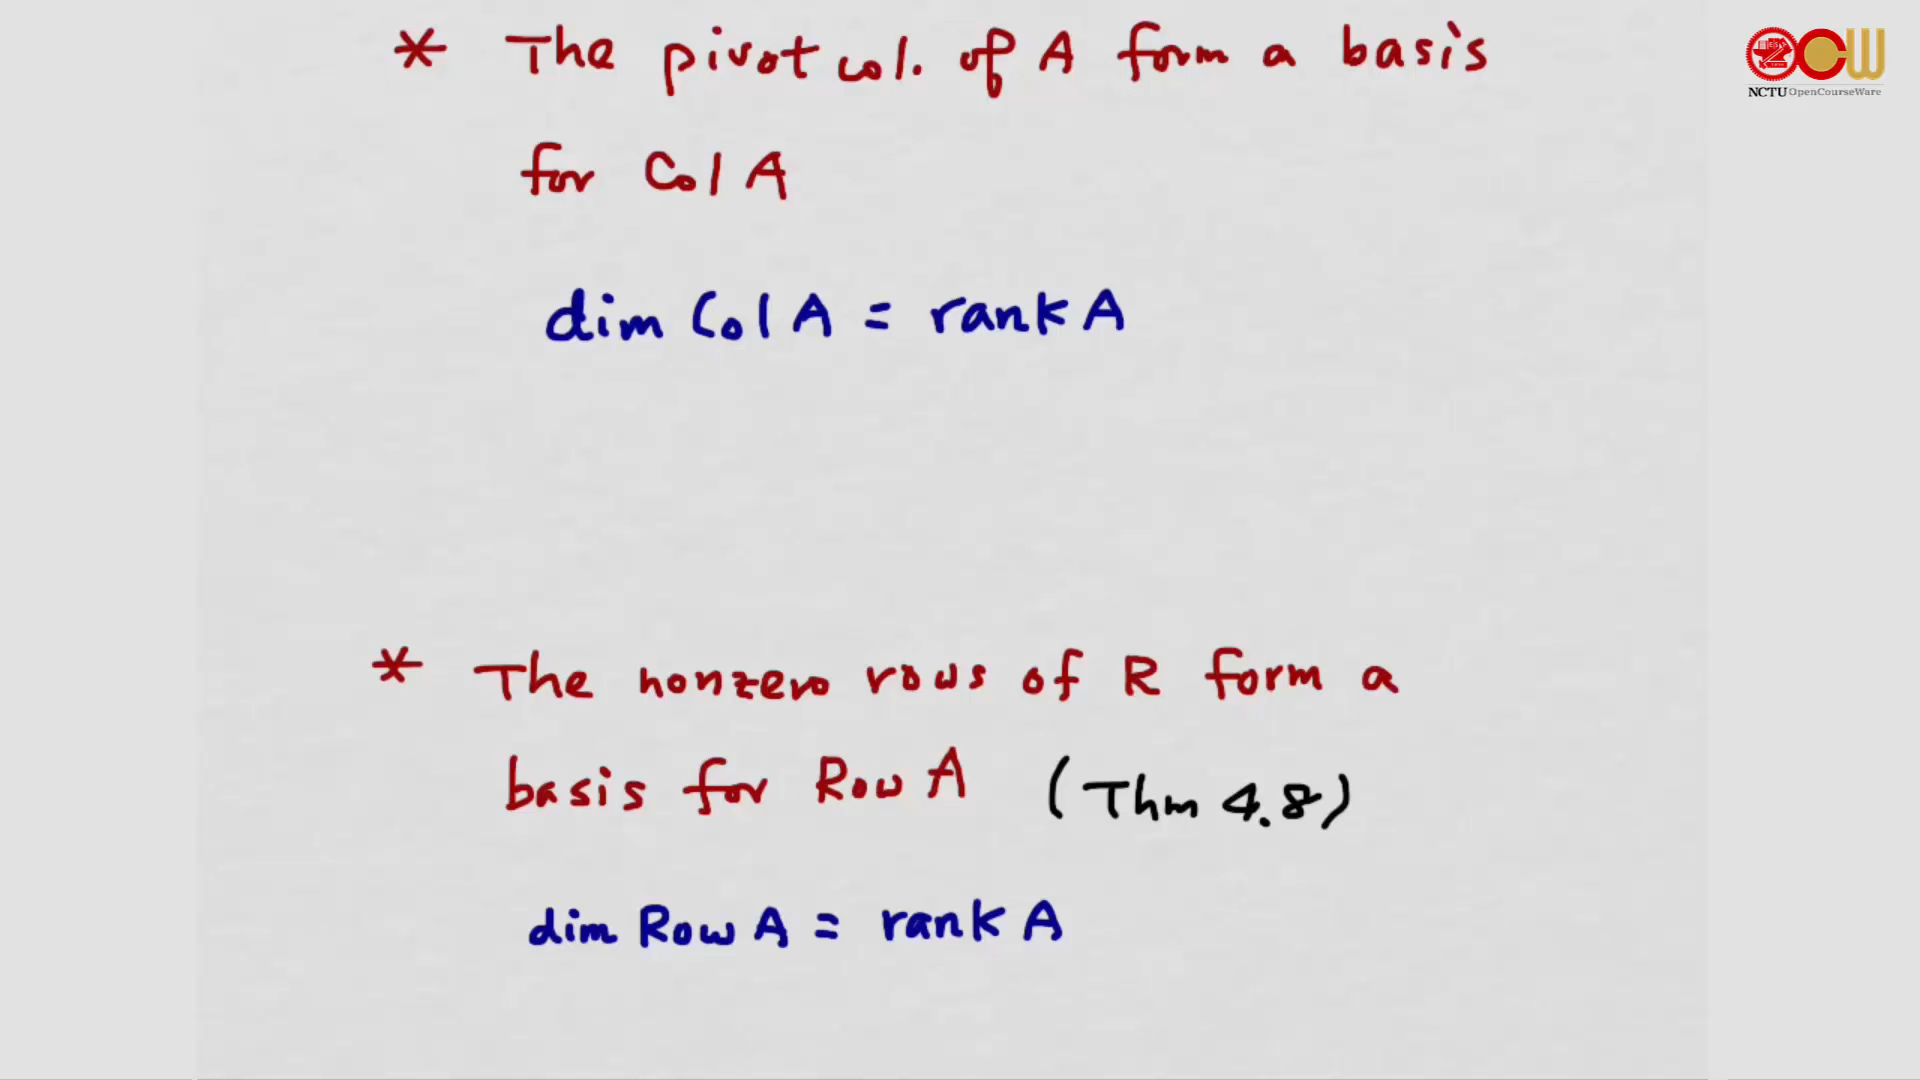 * The pivot col. of A form a basis
for Col A
dim Col A = rank A
* The nonzero rows of R form a
basis for Row A (Thm 4.8)
dim Row A = rank A
OCW
NCTU OpenCourseWare